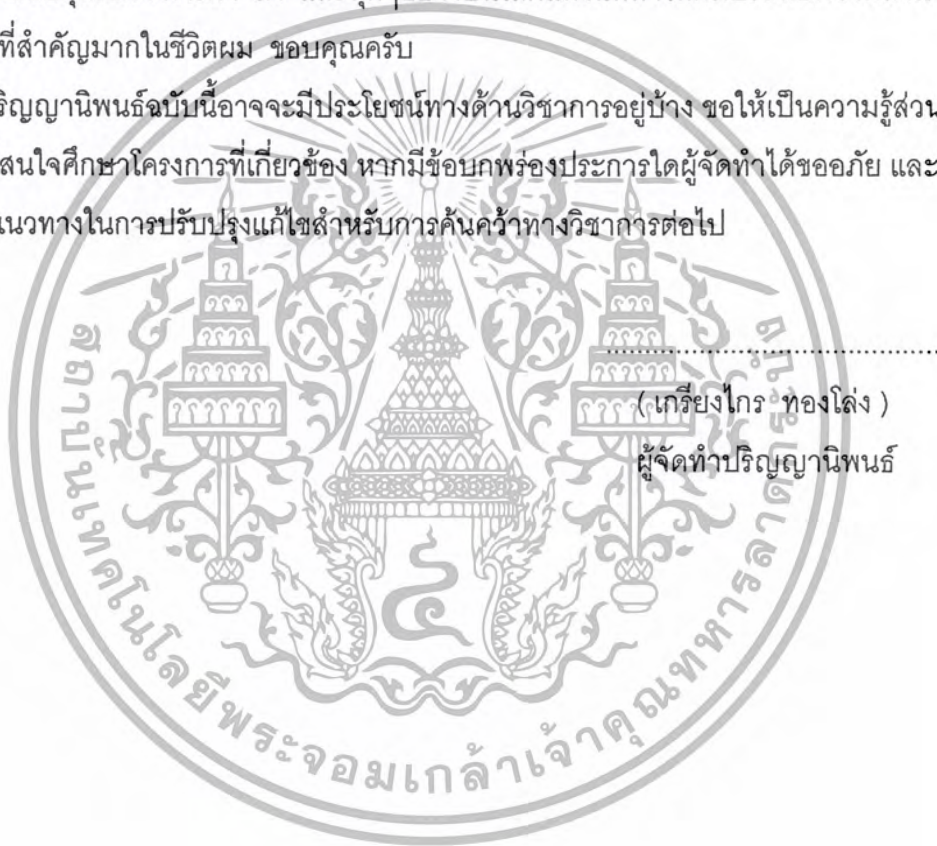 ที่สำคัญมากในชีวิตผม ขอบคุณครับ
ริญญานิพนธ์ฉบับนี้อาจจะมีประโยชน์ทางด้านวิชาการอยู่บ้าง ขอให้เป็นความรู้ส่วน
สนใจศึกษาโครงการที่เกี่ยวข้อง หากมีข้อบกพร่องประการใดผู้จัดทำได้ขออภัย และ
แนวทางในการปรับปรุงแก้ไขสำหรับการค้นคว้าทางวิชาการต่อไป
( เกรียงไกร ทองโล่ง )
ผู้จัดทำปริญญานิพนธ์
สถาบันเทคโนโลยีพระจอมเกล้าเจ้าคุณทหารลาดกระบัง